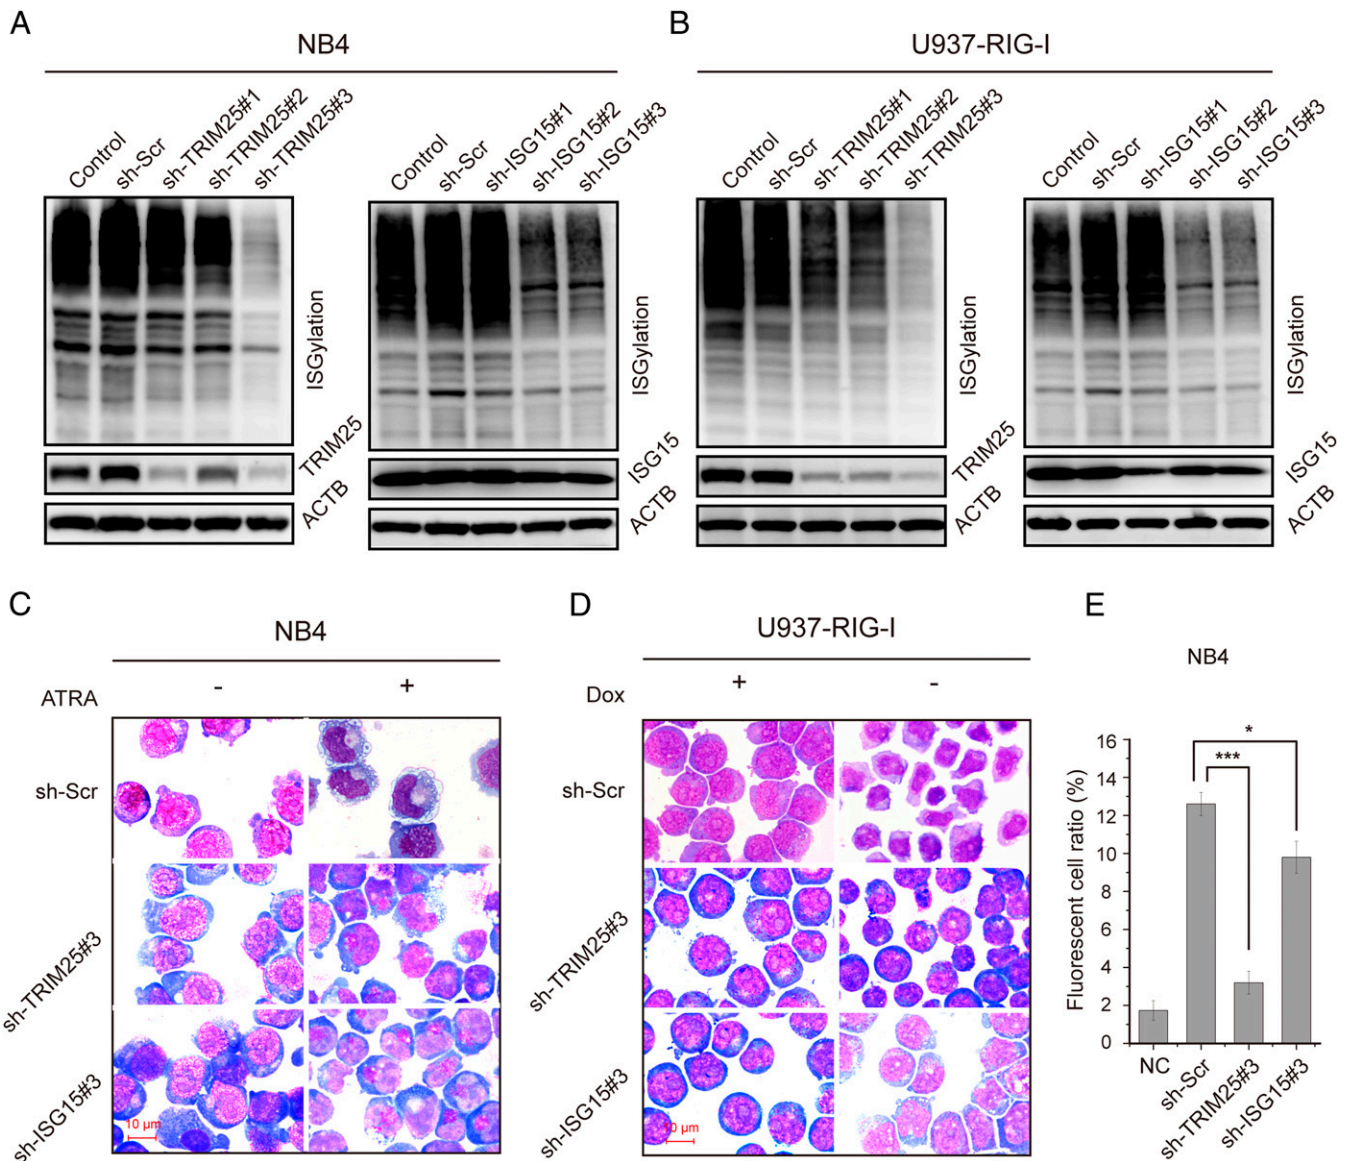 A
B
NB4
U937-RIG-I
Control
sh-Scr
sh-TRIM25#1
sh-TRIM25#2
sh-TRIM25#3
Control
sh-Scr
sh-ISG15#1
sh-ISG15#2
sh-ISG15#3
Control
sh-Scr
sh-TRIM25#1
sh-TRIM25#2
sh-TRIM25#3
Control
sh-Scr
sh-ISG15#1
sh-ISG15#2
sh-ISG15#3
ISGylation
ISGylation
ISGylation
ISGylation
TRIM25
ISG15
TRIM25
ISG15
ACTB
ACTB
ACTB
ACTB
C
D
E
NB4
ATRA
-
+
sh-Scr
sh-TRIM25#3
sh-ISG15#3
10 μm
U937-RIG-I
Dox
+
-
sh-Scr
sh-TRIM25#3
sh-ISG15#3
10 μm
NB4
*
***
Fluorescent cell ratio (%)
16
14
12
10
8
6
4
2
0
NC
sh-Scr
sh-TRIM25#3
sh-ISG15#3